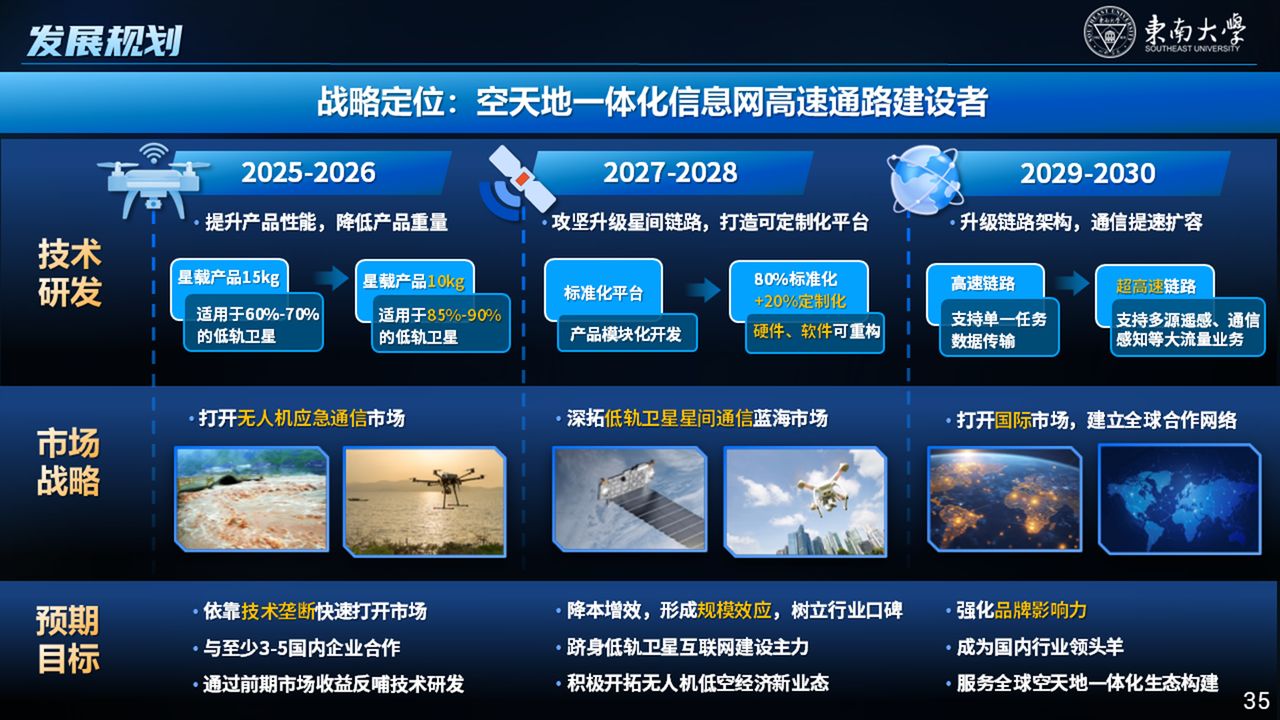 发展规划
东南大学
SOUTHEAST UNIVERSITY
战略定位：空天地一体化信息网高速通路建设者
技术
研发
2025-2026
• 提升产品性能，降低产品重量
星载产品15kg
适用于60%-70%
的低轨卫星
星载产品10kg
适用于85%-90%
的低轨卫星
2027-2028
• 攻坚升级星间链路，打造可定制化平台
标准化平台
产品模块化开发
80%标准化
+20%定制化
硬件、软件可重构
2029-2030
• 升级链路架构，通信提速扩容
高速链路
支持单一任务
数据传输
超高速链路
支持多源遥感、通信
感知等大流量业务
市场
战略
• 打开无人机应急通信市场
• 深拓低轨卫星星间通信蓝海市场
• 打开国际市场，建立全球合作网络
预期
目标
• 依靠技术垄断快速打开市场
• 与至少3-5国内企业合作
• 通过前期市场收益反哺技术研发
• 降本增效，形成规模效应，树立行业口碑
• 跻身低轨卫星互联网建设主力
• 积极开拓无人机低空经济新业态
• 强化品牌影响力
• 成为国内行业领头羊
• 服务全球空天地一体化生态构建
35